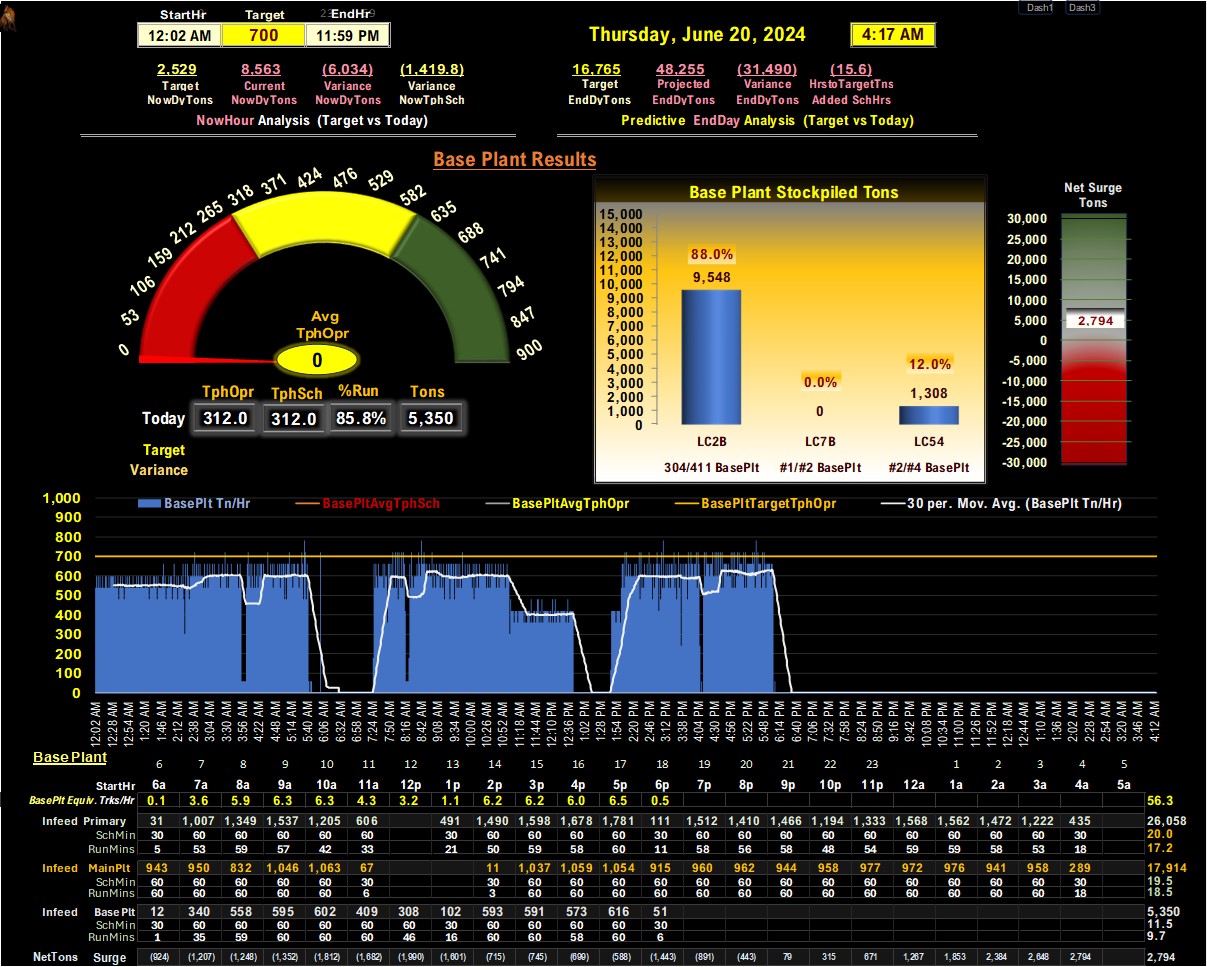 Dash1 Dash3
StartHr Target EndHr
12:02 AM 700 11:59 PM
Thursday, June 20, 2024 4:17 AM
2,529 8,563 (6,034) (1,419.8)
Target Current Variance Variance
NowDyTons NowDyTons NowDyTons NowTphSch
NowHour Analysis (Target vs Today)
16,765 48,255 (31,490) (15.6)
Target Projected Variance HrstoTargetTns
EndDyTons EndDyTons EndDyTons Added SchHrs
Predictive EndDay Analysis (Target vs Today)
Base Plant Results
0 53 106 159 212 265 318 371 424 476 529 582 635 688 741 794 847 900
Avg
TphOpr
0
TphOpr TphSch %Run Tons
Today 312.0 312.0 85.8% 5,350
Target
Variance
Base Plant Stockpiled Tons
15,000
14,000
13,000
12,000
11,000
10,000
9,000
8,000
7,000
6,000
5,000
4,000
3,000
2,000
1,000
0
88.0%
9,548
0.0%
0
12.0%
1,308
LC2B LC7B LC54
304/411 BasePlt #1/#2 BasePlt #2/#4 BasePlt
Net Surge
Tons
30,000
25,000
20,000
15,000
10,000
5,000
0
-5,000
-10,000
-15,000
-20,000
-25,000
-30,000
2,794
BasePlt Tn/Hr BasePltAvgTphSch BasePltAvgTphOpr BasePltTargetTphOpr 30 per. Mov. Avg. (BasePlt Tn/Hr)
1,000
900
800
700
600
500
400
300
200
100
0
12:02 AM 12:28 AM 12:54 AM 1:20 AM 1:46 AM 2:12 AM 2:38 AM 3:04 AM 3:30 AM 3:56 AM 4:22 AM 4:48 AM 5:14 AM 5:40 AM 6:06 AM 6:32 AM 6:58 AM 7:24 AM 7:50 AM 8:16 AM 8:42 AM 9:08 AM 9:34 AM 10:00 AM 10:26 AM 10:52 AM 11:18 AM 11:44 AM 12:10 PM 12:36 PM 1:02 PM 1:28 PM 1:54 PM 2:20 PM 2:46 PM 3:12 PM 3:38 PM 4:04 PM 4:30 PM 4:56 PM 5:22 PM 5:48 PM 6:14 PM 6:40 PM 7:06 PM 7:32 PM 7:58 PM 8:24 PM 8:50 PM 9:16 PM 9:42 PM 10:08 PM 10:34 PM 11:00 PM 11:26 PM 11:52 PM 12:18 AM 12:44 AM 1:10 AM 1:36 AM 2:02 AM 2:28 AM 2:54 AM 3:20 AM 3:46 AM 4:12 AM
Base Plant
6 7 8 9 10 11 12 13 14 15 16 17 18 19 20 21 22 23 1 2 3 4 5
StartHr 6a 7a 8a 9a 10a 11a 12p 1p 2p 3p 4p 5p 6p 7p 8p 9p 10p 11p 12a 1a 2a 3a 4a 5a
BasePlt Equiv. Trks/Hr 0.1 3.6 5.9 6.3 6.3 4.3 3.2 1.1 6.2 6.2 6.0 6.5 0.5 56.3
Infeed Primary 31 1,007 1,349 1,537 1,205 606 491 1,490 1,598 1,678 1,781 111 1,512 1,410 1,466 1,194 1,333 1,568 1,562 1,472 1,222 435 26,058
SchMin 30 60 60 60 60 30 30 60 60 60 60 30 60 60 60 60 60 60 60 60 60 30 20.0
RunMins 5 53 59 57 42 33 21 50 59 58 60 11 58 56 58 48 54 59 59 58 53 18 17.2
Infeed MainPlt 943 950 832 1,046 1,063 67 11 1,037 1,059 1,054 915 960 962 944 958 977 972 976 941 958 289 17,914
SchMin 60 60 60 60 60 30 30 60 60 60 60 60 60 60 60 60 60 60 60 60 30 19.5
RunMins 60 60 60 60 60 6 3 60 60 60 60 60 60 60 60 60 60 60 60 60 18 18.5
Infeed Base Plt 12 340 558 595 602 409 308 102 593 591 573 616 51 5,350
SchMin 30 60 60 60 60 60 60 30 60 60 60 60 30 11.5
RunMins 1 35 59 60 60 60 46 16 60 60 58 60 6 9.7
NetTons Surge (924) (1,207) (1,248) (1,352) (1,812) (1,682) (1,990) (1,601) (715) (745) (699) (588) (1,443) (891) (443) 79 315 671 1,267 1,853 2,384 2,648 2,794 2,794